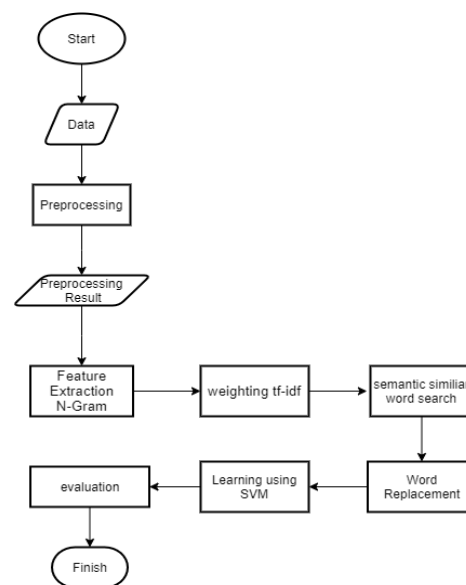 Start
Data
Preprocessing
Preprocessing
Result
Feature
Extraction
N-Gram
weighting tf-idf
semantic similiar
word search
Word
Replacement
Learning using
SVM
evaluation
Finish